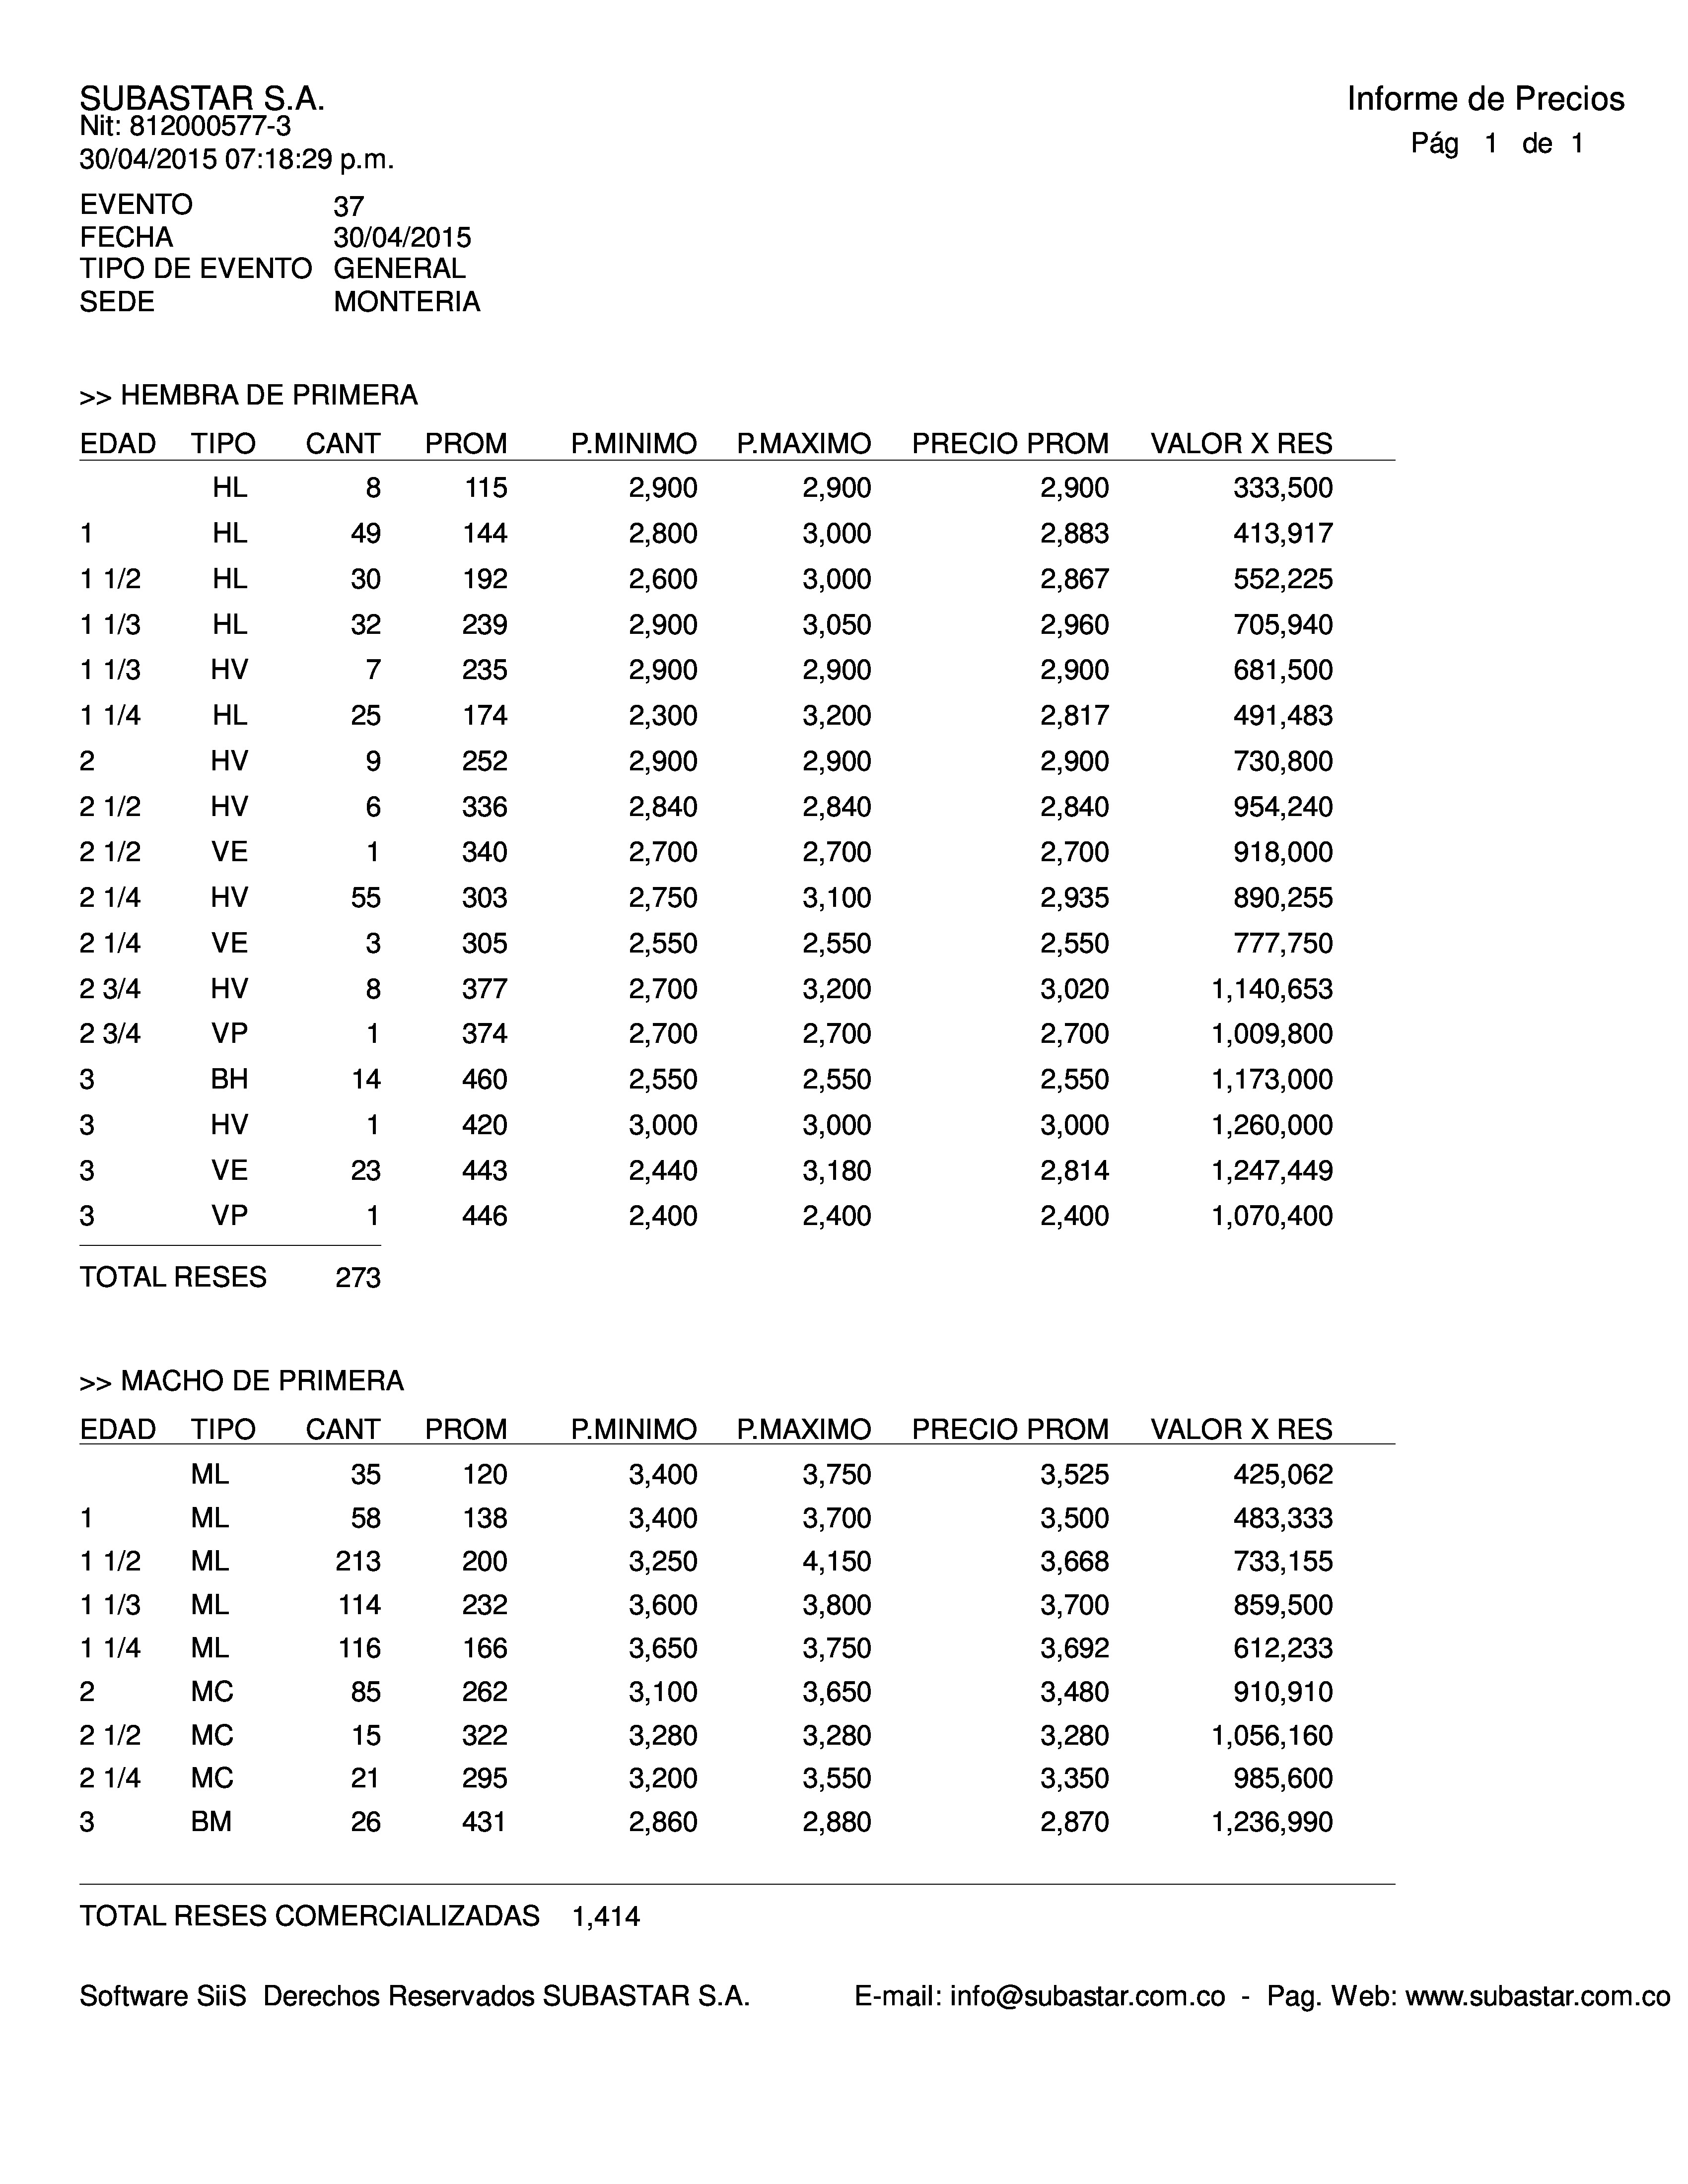 SUBASTAR S.A.
Informe de Precios
Nit: 812000577-3
Pág 1 de 1
30/04/2015 07:18:29 p.m.
EVENTO 37
FECHA 30/04/2015
TIPO DE EVENTO GENERAL
SEDE MONTERIA
>> HEMBRA DE PRIMERA
EDAD TIPO CANT PROM P.MINIMO P.MAXIMO PRECIO PROM VALOR X RES
HL 8 115 2,900 2,900 2,900 333,500
1 HL 49 144 2,800 3,000 2,883 413,917
1 1/2 HL 30 192 2,600 3,000 2,867 552,225
1 1/3 HL 32 239 2,900 3,050 2,960 705,940
1 1/3 HV 7 235 2,900 2,900 2,900 681,500
1 1/4 HL 25 174 2,300 3,200 2,817 491,483
2 HV 9 252 2,900 2,900 2,900 730,800
2 1/2 HV 6 336 2,840 2,840 2,840 954,240
2 1/2 VE 1 340 2,700 2,700 2,700 918,000
2 1/4 HV 55 303 2,750 3,100 2,935 890,255
2 1/4 VE 3 305 2,550 2,550 2,550 777,750
2 3/4 HV 8 377 2,700 3,200 3,020 1,140,653
2 3/4 VP 1 374 2,700 2,700 2,700 1,009,800
3 BH 14 460 2,550 2,550 2,550 1,173,000
3 HV 1 420 3,000 3,000 3,000 1,260,000
3 VE 23 443 2,440 3,180 2,814 1,247,449
3 VP 1 446 2,400 2,400 2,400 1,070,400
TOTAL RESES 273
>> MACHO DE PRIMERA
EDAD TIPO CANT PROM P.MINIMO P.MAXIMO PRECIO PROM VALOR X RES
ML 35 120 3,400 3,750 3,525 425,062
1 ML 58 138 3,400 3,700 3,500 483,333
1 1/2 ML 213 200 3,250 4,150 3,668 733,155
1 1/3 ML 114 232 3,600 3,800 3,700 859,500
1 1/4 ML 116 166 3,650 3,750 3,692 612,233
2 MC 85 262 3,100 3,650 3,480 910,910
2 1/2 MC 15 322 3,280 3,280 3,280 1,056,160
2 1/4 MC 21 295 3,200 3,550 3,350 985,600
3 BM 26 431 2,860 2,880 2,870 1,236,990
TOTAL RESES COMERCIALIZADAS 1,414
Software SiiS Derechos Reservados SUBASTAR S.A. E-mail: info@subastar.com.co - Pag. Web: www.subastar.com.co